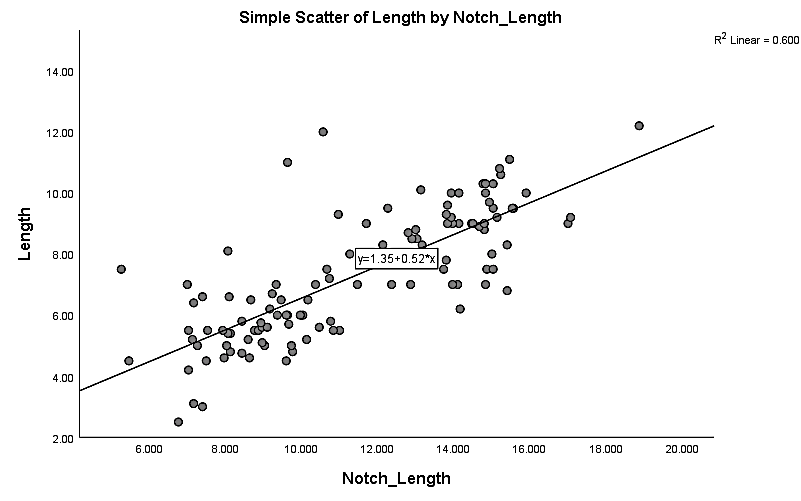 Simple Scatter of Length by Notch_Length
R2 Linear = 0.600
14.00
12.00
10.00
8.00
6.00
4.00
2.00
Length
y=1.35+0.52*x
6.000 8.000 10.000 12.000 14.000 16.000 18.000 20.000
Notch_Length